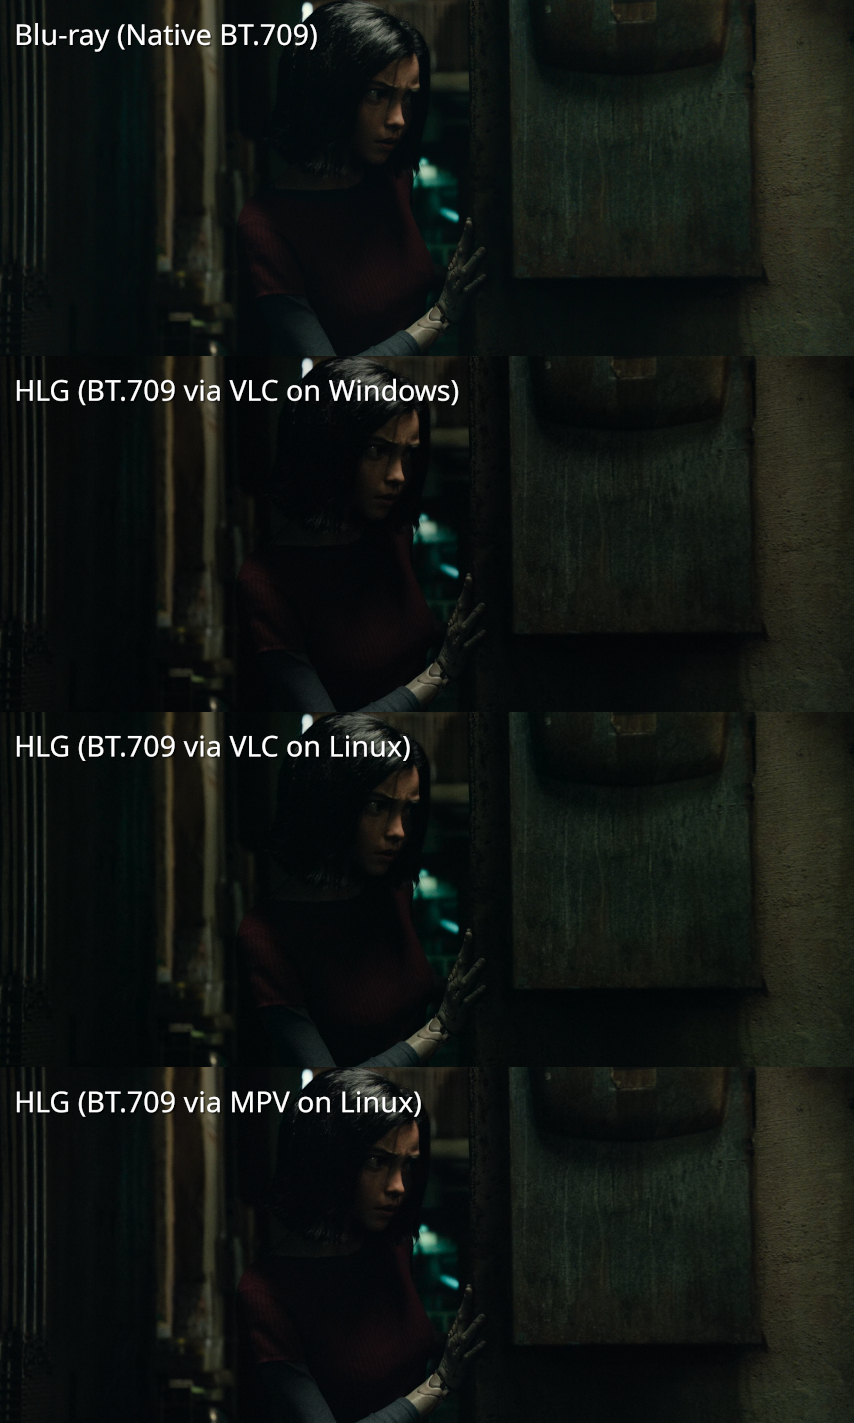 Blu-ray (Native BT.709)
HLG (BT.709 via VLC on Windows)
HLG (BT.709 via VLC on Linux)
HLG (BT.709 via MPV on Linux)